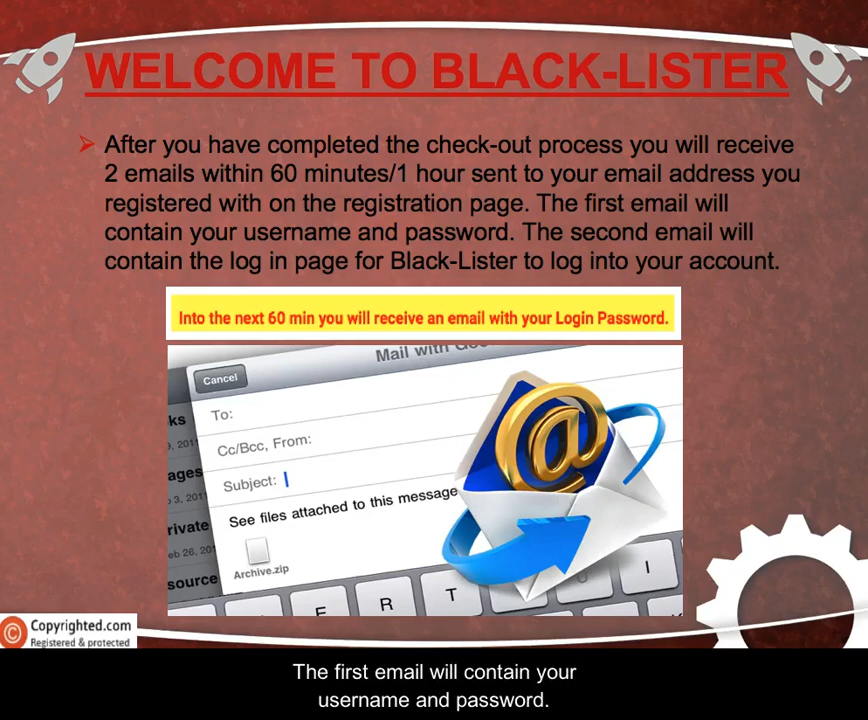 WELCOME TO BLACK-LISTER
After you have completed the check-out process you will receive
2 emails within 60 minutes/1 hour sent to your email address you
registered with on the registration page. The first email will
contain your username and password. The second email will
contain the log in page for Black-Lister to log into your account.
Into the next 60 min you will receive an email with your Login Password.
Mail with
Cancel
To:
Cc/Bcc, From:
Subject:
See files attached to this message
Archive.zip
E R T I
Copyrighted.com
Registered & protected
The first email will contain your
username and password.